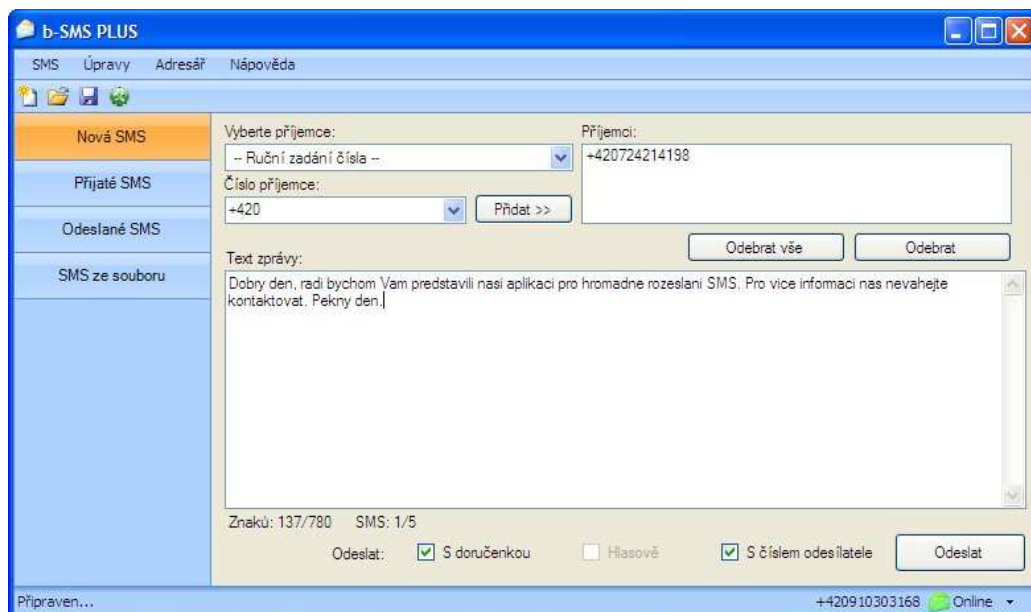 b-SMS PLUS
SMS Úpravy Adresář Nápověda
Nová SMS
Přijaté SMS
Odeslané SMS
SMS ze souboru
Vyberte příjemce:
-- Ruční zadání čísla --
Číslo příjemce:
+420
Přidat >>
Příjemci:
+420724214198
Odebrat vše
Odebrat
Text zprávy:
Dobry den, radi bychom Vam predstavili nasi aplikaci pro hromadne rozeslani SMS. Pro vice informaci nas nevahejte
kontaktovat. Pekny den.
Znaků: 137/780 SMS: 1/5
Odeslat: S doručenkou Hlasově S číslem odesílatele Odeslat
Připraven... +420910303168 Online